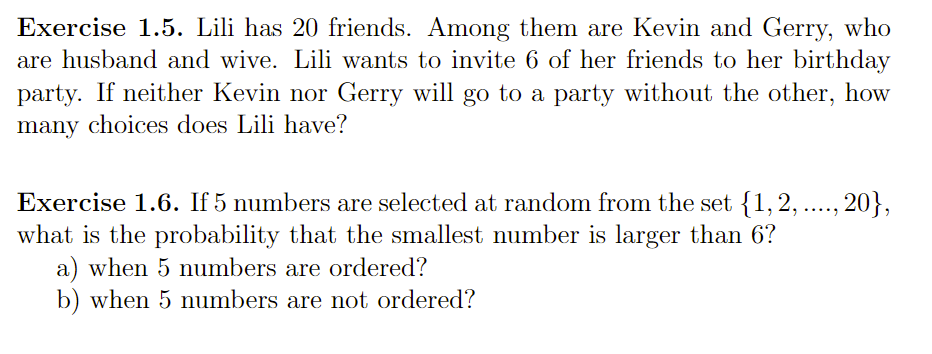 Exercise 1.5. Lili has 20 friends. Among them are Kevin and Gerry, who
are husband and wive. Lili wants to invite 6 of her friends to her birthday
party. If neither Kevin nor Gerry will go to a party without the other, how
many choices does Lili have?
Exercise 1.6. If 5 numbers are selected at random from the set {1, 2, ...., 20},
what is the probability that the smallest number is larger than 6?
a) when 5 numbers are ordered?
b) when 5 numbers are not ordered?